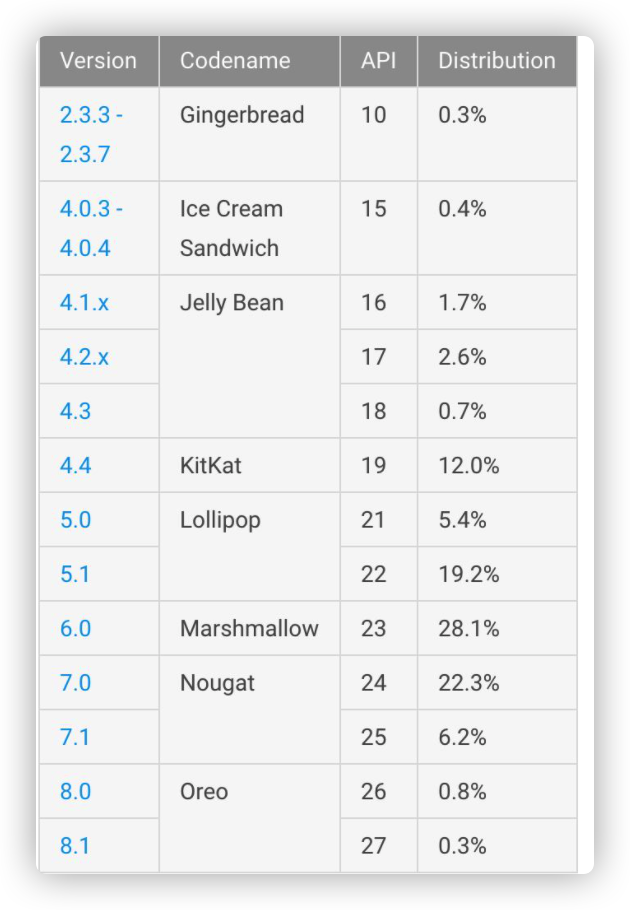 Version Codename API Distribution
2.3.3 - Gingerbread 10 0.3%
2.3.7
4.0.3 - Ice Cream 15 0.4%
4.0.4 Sandwich
4.1.x Jelly Bean 16 1.7%
4.2.x 17 2.6%
4.3 18 0.7%
4.4 KitKat 19 12.0%
5.0 Lollipop 21 5.4%
5.1 22 19.2%
6.0 Marshmallow 23 28.1%
7.0 Nougat 24 22.3%
7.1 25 6.2%
8.0 Oreo 26 0.8%
8.1 27 0.3%